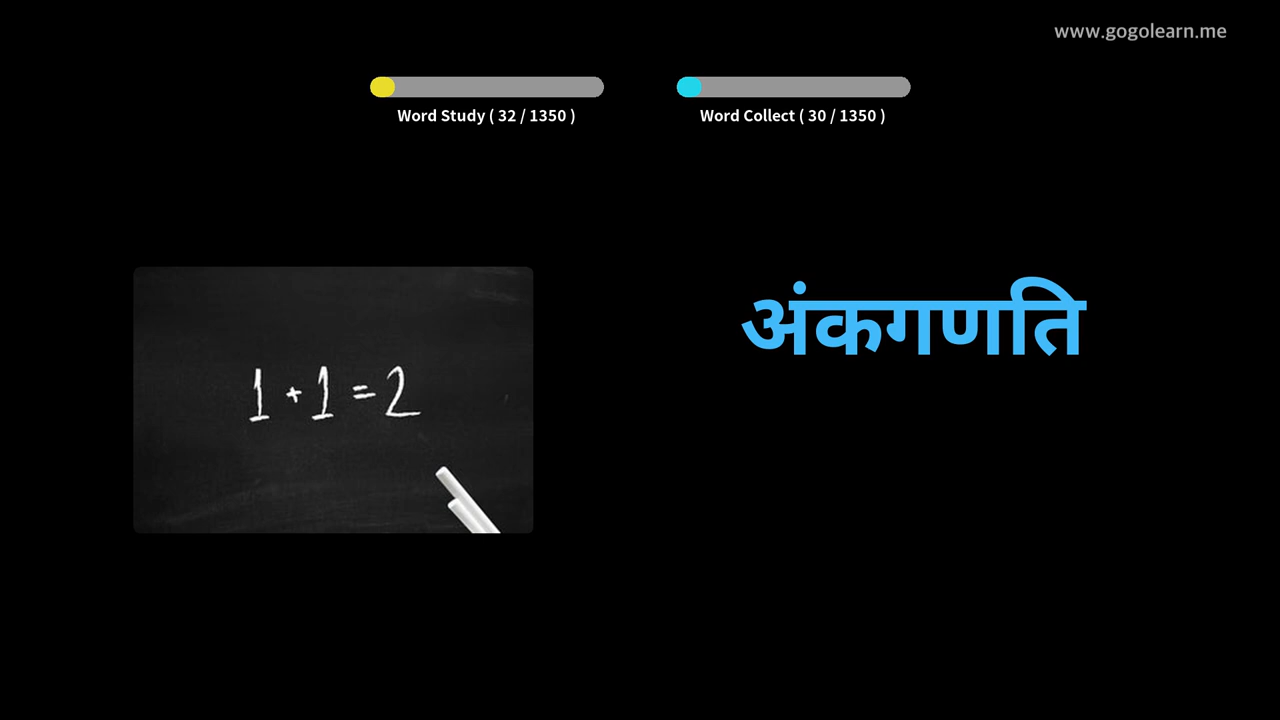 www.gogolearn.me
Word Study ( 32 / 1350 )
Word Collect ( 30 / 1350 )
अंकगणति
1 + 1 = 2